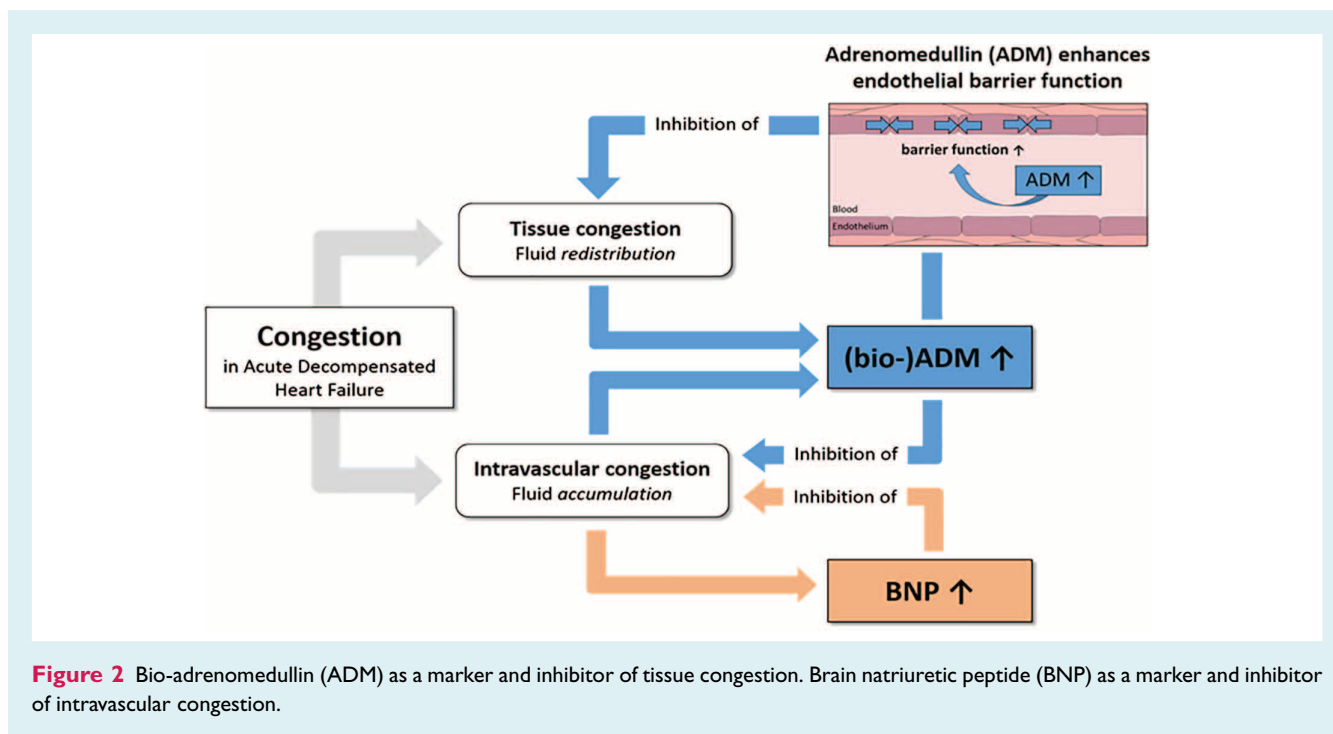 Adrenomedullin (ADM) enhances
endothelial barrier function
Inhibition of
barrier function ↑
ADM ↑
Blood
Endothelium
Tissue congestion
Fluid redistribution
Congestion
in Acute Decompensated
Heart Failure
(bio-)ADM ↑
Intravascular congestion
Fluid accumulation
Inhibition of
Inhibition of
BNP ↑
Figure 2 Bio-adrenomedullin (ADM) as a marker and inhibitor of tissue congestion. Brain natriuretic peptide (BNP) as a marker and inhibitor
of intravascular congestion.